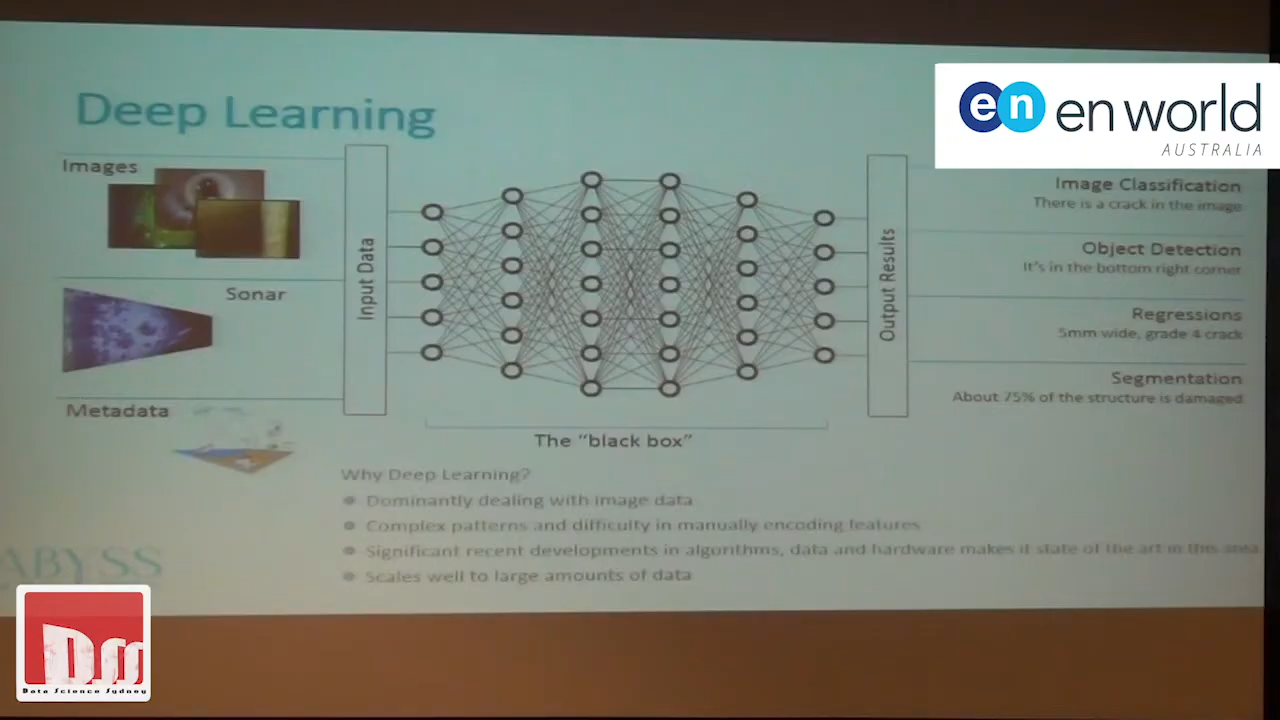 Deep Learning
en en world
AUSTRALIA
Images
Sonar
Metadata
Input Data
Output Results
Image Classification
There is a crack in the image
Object Detection
It's in the bottom right corner
Regressions
5mm wide, grade 4 crack
Segmentation
About 75% of the structure is damaged
The “black box”
Why Deep Learning?
Dominantly dealing with image data
Complex patterns and difficulty in manually encoding features
Significant recent developments in algorithms, data and hardware makes it state of the art in this area
Scales well to large amounts of data
ABYSS
DSS
Data Science Sydney